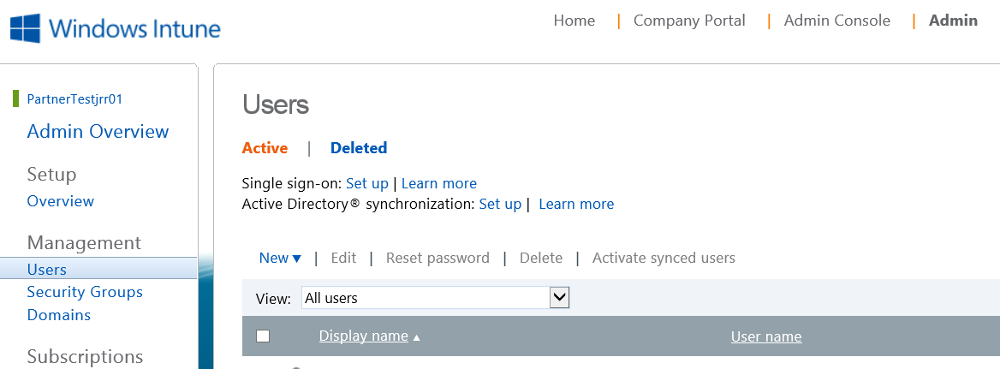 Windows Intune
Home | Company Portal | Admin Console | Admin
PartnerTestjrr01
Admin Overview
Setup
Overview
Management
Users
Security Groups
Domains
Subscriptions
Users
Active | Deleted
Single sign-on: Set up | Learn more
Active Directory® synchronization: Set up | Learn more
New | Edit | Reset password | Delete | Activate synced users
View: All users
Display name User name